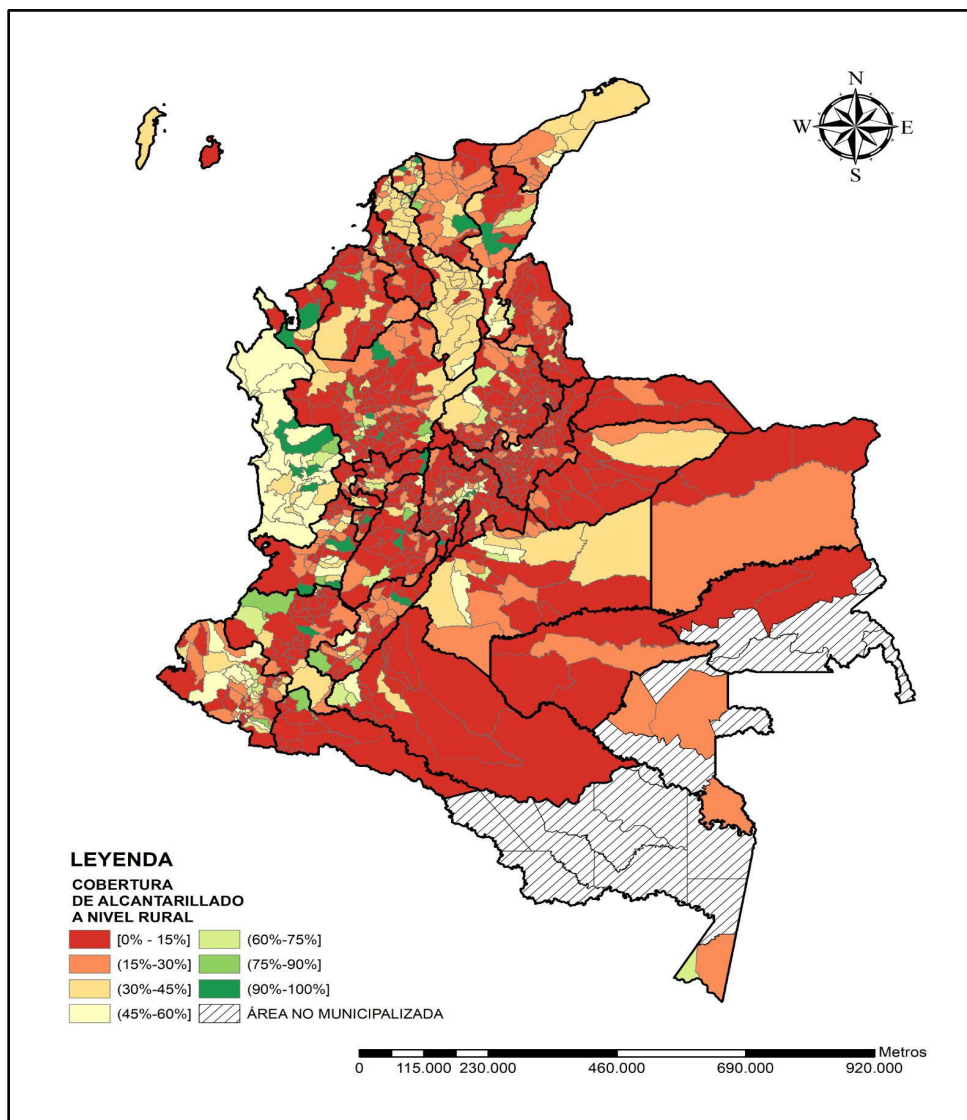 N
W E
S
LEYENDA
COBERTURA
DE ALCANTARILLADO
A NIVEL RURAL
[0% - 15%] (60%-75%]
(15%-30%] (75%-90%]
(30%-45%] (90%-100%]
(45%-60%] ÁREA NO MUNICIPALIZADA
Metros
0 115.000 230.000 460.000 690.000 920.000